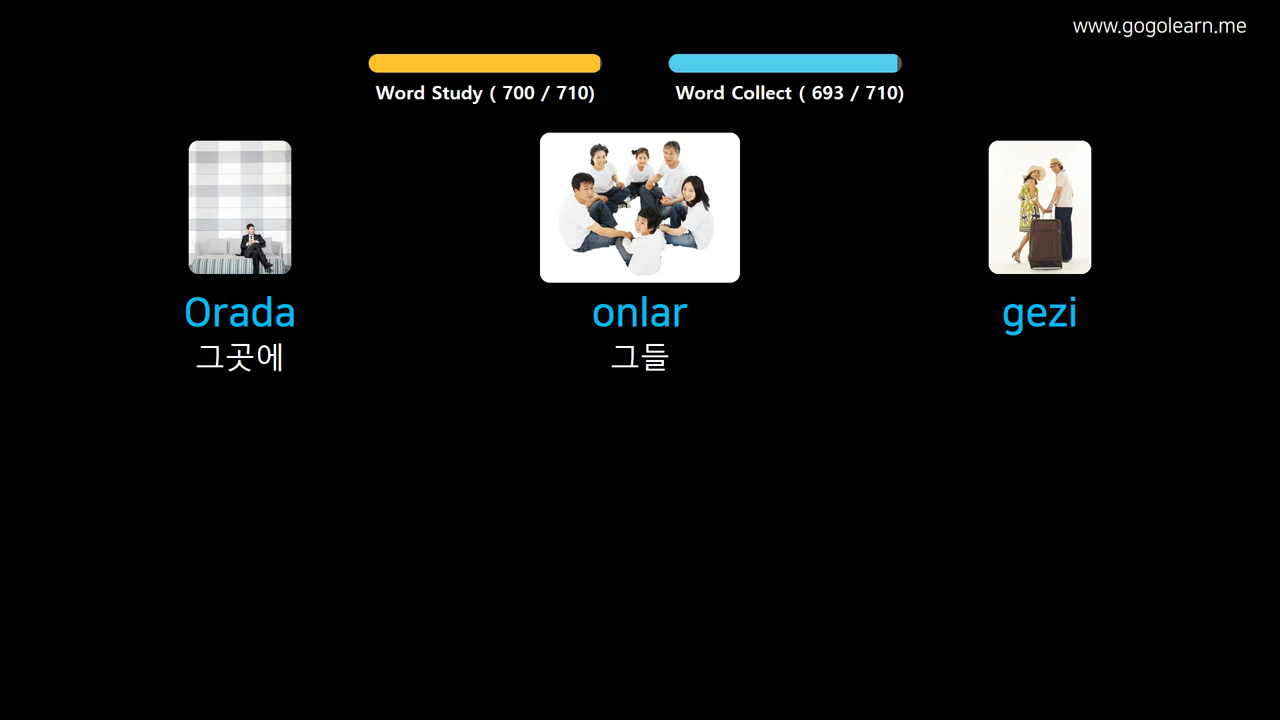 www.gogolearn.me
Word Study ( 700 / 710)
Word Collect ( 693 / 710)
Orada
그곳에
onlar
그들
gezi